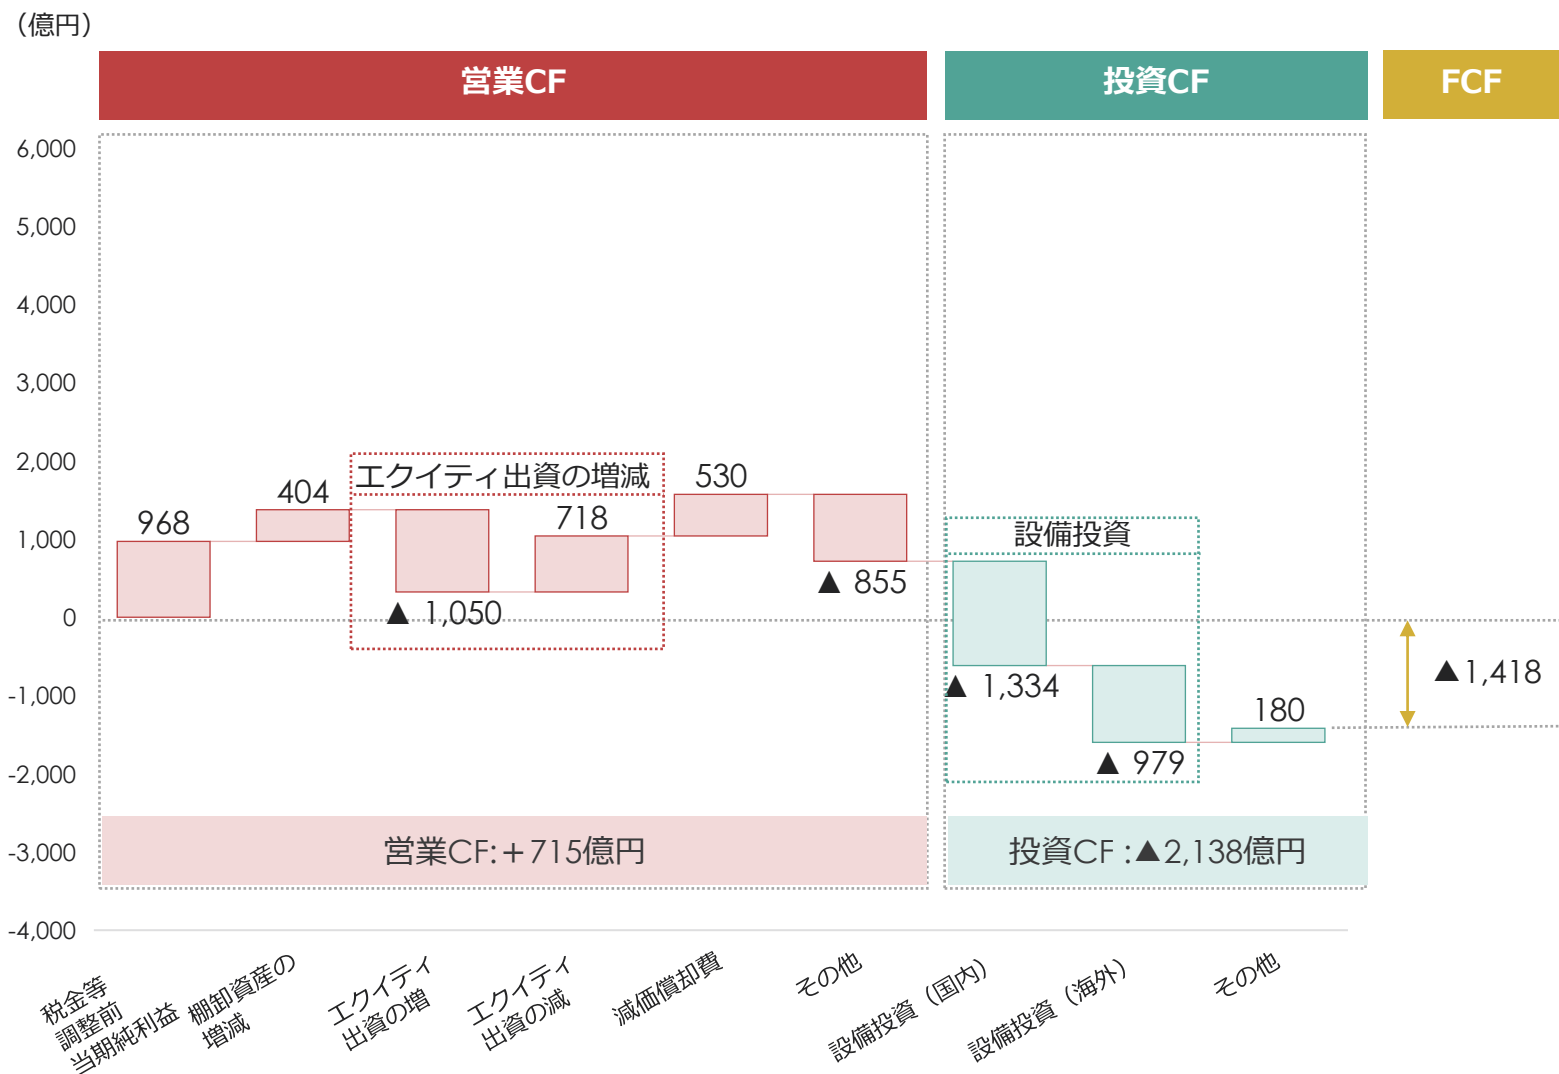 （億円）
営業CF
投資CF
FCF
6,000
5,000
4,000
3,000
2,000
1,000
0
-1,000
-2,000
-3,000
-4,000
968
404
エクイティ出資の増減
▲ 1,050
718
530
▲ 855
設備投資
▲ 1,334
▲ 979
180
▲1,418
営業CF:＋715億円
投資CF :▲2,138億円
税金等
調整前
当期純利益
棚卸資産の
増減
エクイティ
出資の増
エクイティ
出資の減
減価償却費
その他
設備投資（国内）
設備投資（海外）
その他